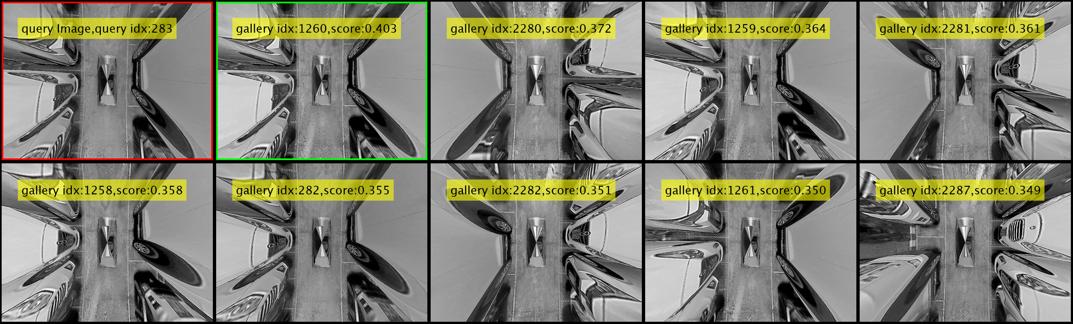 query Image,query idx:283
gallery idx:1260,score:0.403
gallery idx:2280,score:0.372
gallery idx:1259,score:0.364
gallery idx:2281,score:0.361
gallery idx:1258,score:0.358
gallery idx:282,score:0.355
gallery idx:2282,score:0.351
gallery idx:1261,score:0.350
gallery idx:2287,score:0.349